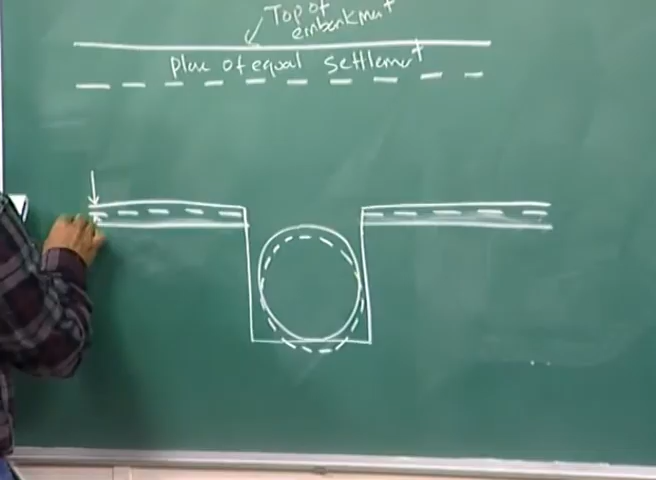 Top of
embankment
Plane of equal settlement